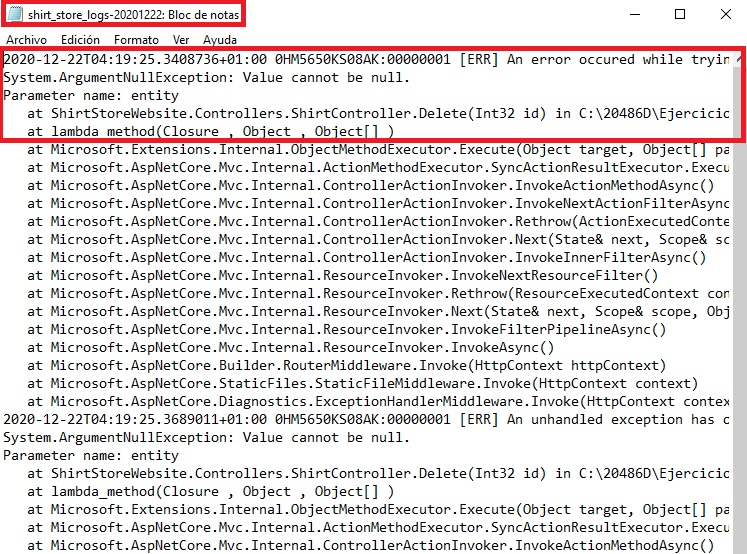 shirt_store_logs-20201222: Bloc de notas
Archivo Edición Formato Ver Ayuda
2020-12-22T04:19:25.3408736+01:00 0HM5650KS08AK:00000001 [ERR] An error occured while tryin
System.ArgumentNullException: Value cannot be null.
Parameter name: entity
at ShirtStoreWebsite.Controllers.ShirtController.Delete(Int32 id) in C:\20486D\Ejercicio
at lambda_method(Closure , Object , Object[] )
at Microsoft.Extensions.Internal.ObjectMethodExecutor.Execute(Object target, Object[] pa
at Microsoft.AspNetCore.Mvc.Internal.ActionMethodExecutor.SyncActionResultExecutor.Execu
at Microsoft.AspNetCore.Mvc.Internal.ControllerActionInvoker.InvokeActionMethodAsync()
at Microsoft.AspNetCore.Mvc.Internal.ControllerActionInvoker.InvokeNextActionFilterAsync
at Microsoft.AspNetCore.Mvc.Internal.ControllerActionInvoker.Rethrow(ActionExecutedConte
at Microsoft.AspNetCore.Mvc.Internal.ControllerActionInvoker.Next(State& next, Scope& sc
at Microsoft.AspNetCore.Mvc.Internal.ControllerActionInvoker.InvokeInnerFilterAsync()
at Microsoft.AspNetCore.Mvc.Internal.ResourceInvoker.InvokeNextResourceFilter()
at Microsoft.AspNetCore.Mvc.Internal.ResourceInvoker.Rethrow(ResourceExecutedContext con
at Microsoft.AspNetCore.Mvc.Internal.ResourceInvoker.Next(State& next, Scope& scope, Obj
at Microsoft.AspNetCore.Mvc.Internal.ResourceInvoker.InvokeFilterPipelineAsync()
at Microsoft.AspNetCore.Mvc.Internal.ResourceInvoker.InvokeAsync()
at Microsoft.AspNetCore.Builder.RouterMiddleware.Invoke(HttpContext httpContext)
at Microsoft.AspNetCore.StaticFiles.StaticFileMiddleware.Invoke(HttpContext context)
at Microsoft.AspNetCore.Diagnostics.ExceptionHandlerMiddleware.Invoke(HttpContext contex
2020-12-22T04:19:25.3689011+01:00 0HM5650KS08AK:00000001 [ERR] An unhandled exception has o
System.ArgumentNullException: Value cannot be null.
Parameter name: entity
at ShirtStoreWebsite.Controllers.ShirtController.Delete(Int32 id) in C:\20486D\Ejercicio
at lambda_method(Closure , Object , Object[] )
at Microsoft.Extensions.Internal.ObjectMethodExecutor.Execute(Object target, Object[] pa
at Microsoft.AspNetCore.Mvc.Internal.ActionMethodExecutor.SyncActionResultExecutor.Execu
at Microsoft.AspNetCore.Mvc.Internal.ControllerActionInvoker.InvokeActionMethodAsync()